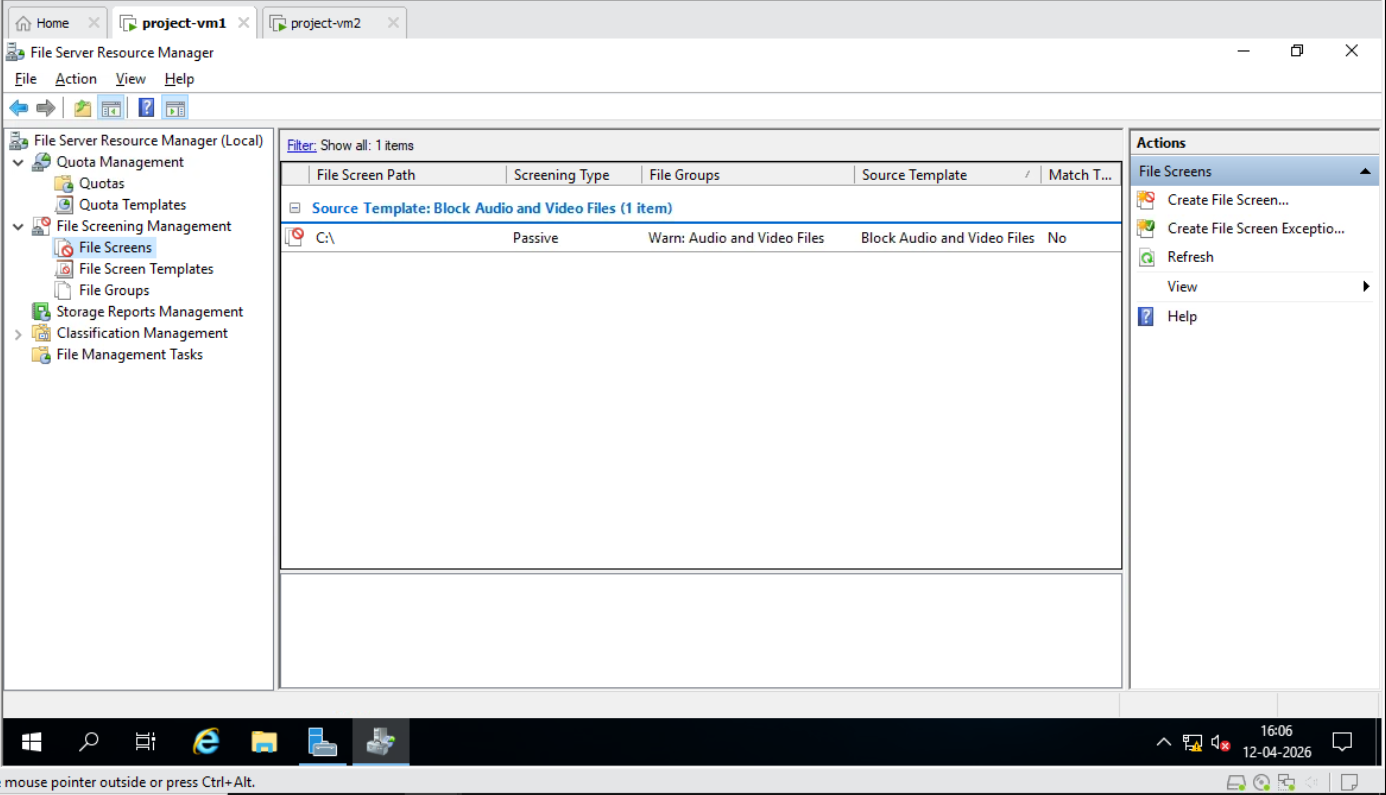 Home
project-vm1
project-vm2
File Server Resource Manager
File Action View Help
File Server Resource Manager (Local)
Quota Management
Quotas
Quota Templates
File Screening Management
File Screens
File Screen Templates
File Groups
Storage Reports Management
Classification Management
File Management Tasks
Filter: Show all: 1 items
File Screen Path File Groups Screening Type Source Template Match T...
Source Template: Block Audio and Video Files (1 item)
C:\ Passive Warn: Audio and Video Files Block Audio and Video Files No
Actions
File Screens
Create File Screen...
Create File Screen Exceptio...
Refresh
View
Help
16:06
12-04-2026
mouse pointer outside or press Ctrl+Alt.